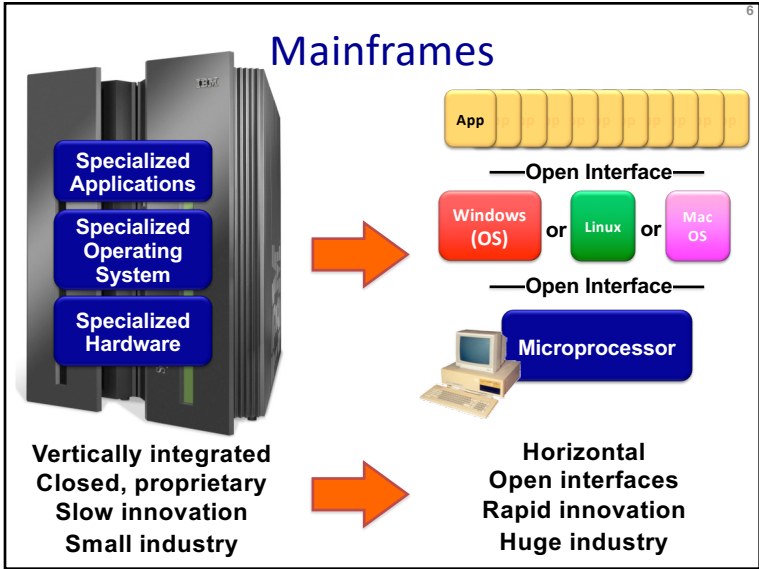 6
Mainframes
IBM
Specialized
Applications
Specialized
Operating
System
Specialized
Hardware
App
Open Interface
Windows
(OS)
or
Linux
or
Mac
OS
Open Interface
Microprocessor
Vertically integrated
Closed, proprietary
Slow innovation
Small industry
Horizontal
Open interfaces
Rapid innovation
Huge industry